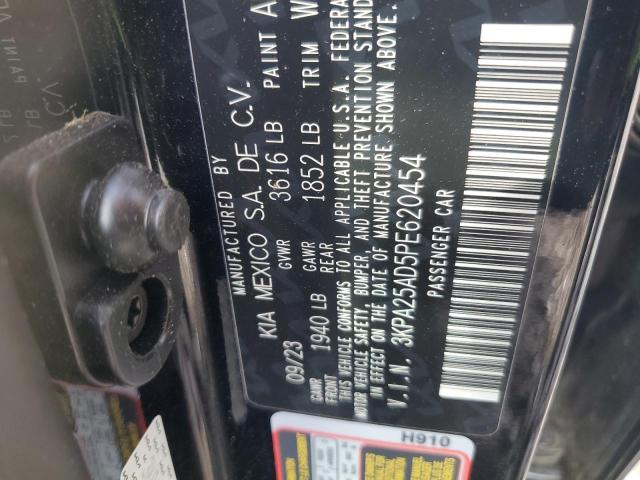 MANUFACTURED BY
KIA MEXICO S.A. DE C.V.
09/23 GVWR 3616 LB PAINT A
GAWR FRONT 1940 LB GAWR REAR 1852 LB TRIM W
THIS VEHICLE CONFORMS TO ALL APPLICABLE U.S.A. FEDERA
MOTOR VEHICLE SAFETY, BUMPER, AND THEFT PREVENTION STAND
IN EFFECT ON THE DATE OF MANUFACTURE SHOWN ABOVE.
V.I.N. 3KPA25AD5PE620454
PASSENGER CAR
H910